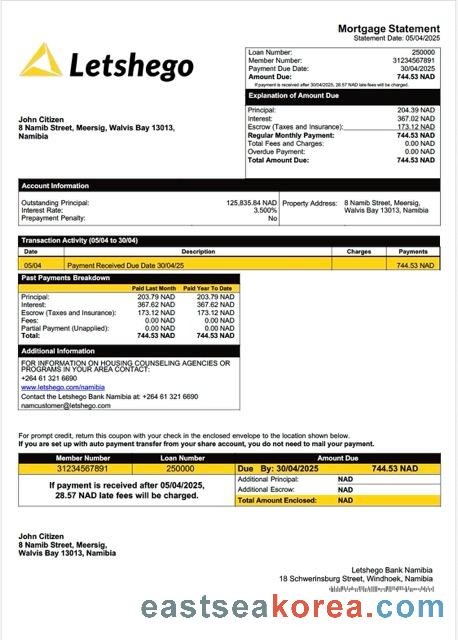 Mortgage Statement
Statement Date: 05/04/2025
Letshego
Loan Number: 250000
Member Number: 31234567891
Payment Due Date: 30/04/2025
Amount Due: 744.53 NAD
If payment is received after 30/04/2025, 28.57 NAD late fees will be charged.
John Citizen
8 Namib Street, Meersig, Walvis Bay 13013,
Namibia
Explanation of Amount Due
Principal: 204.39 NAD
Interest: 367.02 NAD
Escrow (Taxes and Insurance): 173.12 NAD
Regular Monthly Payment: 744.53 NAD
Total Fees and Charges: 0.00 NAD
Overdue Payment: 0.00 NAD
Total Amount Due: 744.53 NAD
Account Information
Outstanding Principal: 125,835.84 NAD Property Address: 8 Namib Street, Meersig,
Interest Rate: 3.500% Walvis Bay 13013, Namibia
Prepayment Penalty: No
Transaction Activity (05/04 to 30/04)
Date Description Charges Payments
05/04 Payment Received Due Date 30/04/25 744.53 NAD
Past Payments Breakdown
Paid Last Month Paid Year To Date
Principal: 203.79 NAD 203.79 NAD
Interest: 367.62 NAD 367.62 NAD
Escrow (Taxes and Insurance): 173.12 NAD 173.12 NAD
Fees: 0.00 NAD 0.00 NAD
Partial Payment (Unapplied): 0.00 NAD 0.00 NAD
Total: 744.53 NAD 744.53 NAD
Additional Information
FOR INFORMATION ON HOUSING COUNSELING AGENCIES OR
PROGRAMS IN YOUR AREA CONTACT:
+264 61 321 6690
www.letshego.com/namibia
Contact the Letshego Bank Namibia at: +264 61 321 6690
namcustomer@letshego.com
For prompt credit, return this coupon with your check in the enclosed envelope to the location shown below.
If you are set up with auto payment transfer from your share account, you do not need to mail your payment.
Member Number Loan Number Amount Due
31234567891 250000 Due By: 30/04/2025 744.53 NAD
If payment is received after 05/04/2025,
28.57 NAD late fees will be charged.
Additional Principal: NAD
Additional Escrow: NAD
Total Amount Enclosed: NAD
John Citizen
8 Namib Street, Meersig,
Walvis Bay 13013, Namibia
Letshego Bank Namibia
18 Schwerinsburg Street, Windhoek, Namibia
eastseakorea.com